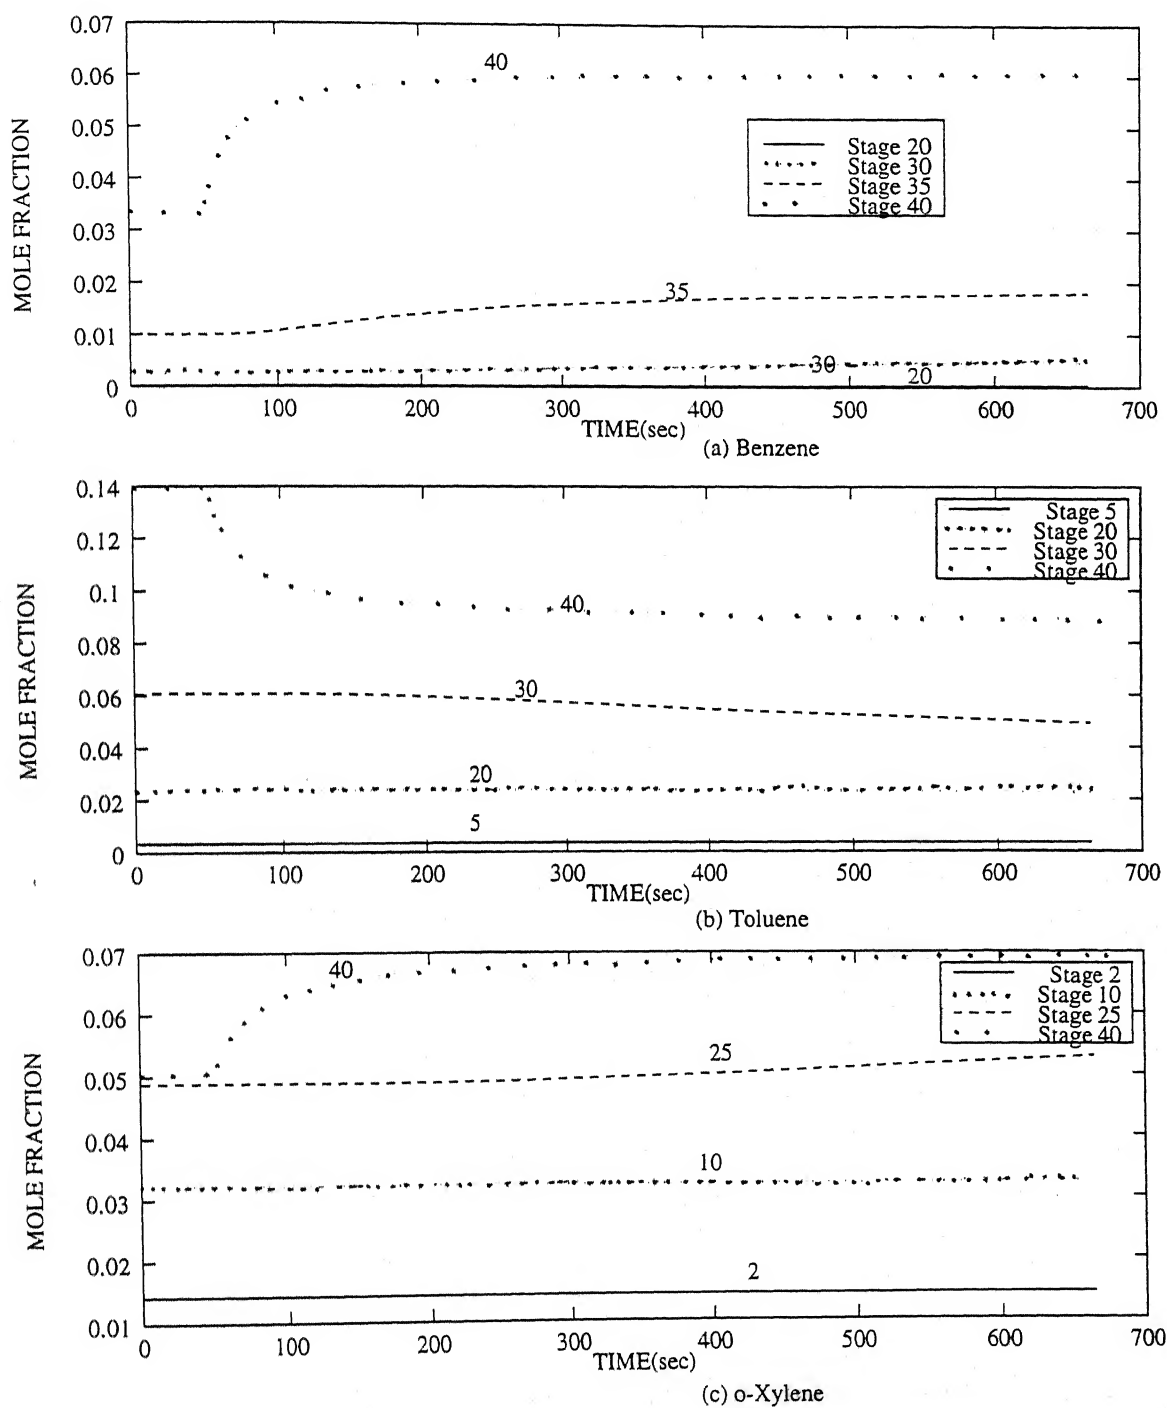 0.07
0.06
0.05
0.04
0.03
0.02
0.01
0
MOLE FRACTION
40
35
30
20
Stage 20
Stage 30
Stage 35
Stage 40
0 100 200 300 400 500 600 700
TIME(sec)
(a) Benzene
0.14
0.12
0.1
0.08
0.06
0.04
0.02
0
MOLE FRACTION
40
30
20
5
Stage 5
Stage 20
Stage 30
Stage 40
0 100 200 300 400 500 600 700
TIME(sec)
(b) Toluene
0.07
0.06
0.05
0.04
0.03
0.02
0.01
MOLE FRACTION
40
25
10
2
Stage 2
Stage 10
Stage 25
Stage 40
0 100 200 300 400 500 600 700
TIME(sec)
(c) o-Xylene